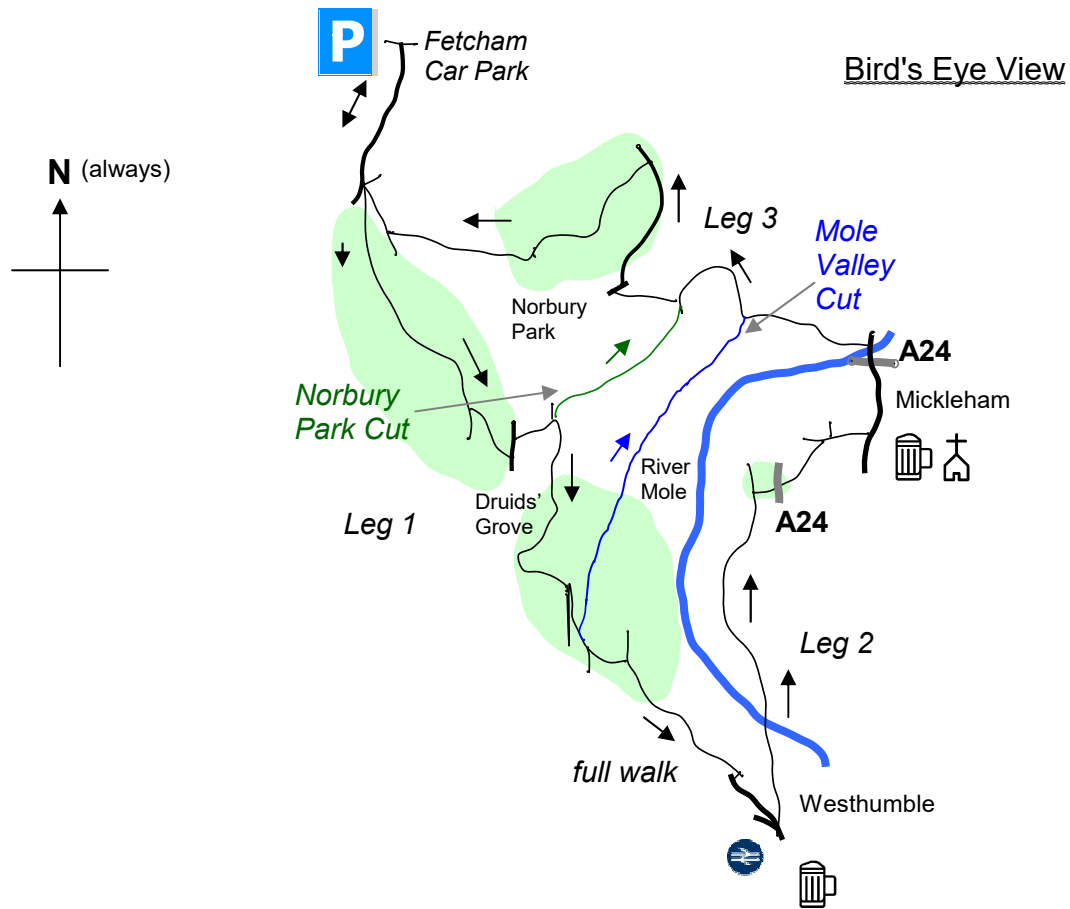 P
Fetcham
Car Park
Bird's Eye View
N (always)
Leg 3
Mole
Valley
Cut
Norbury
Park
A24
Norbury
Park Cut
Mickleham
River
Mole
Druids'
Grove
Leg 1
A24
Leg 2
full walk
Westhumble